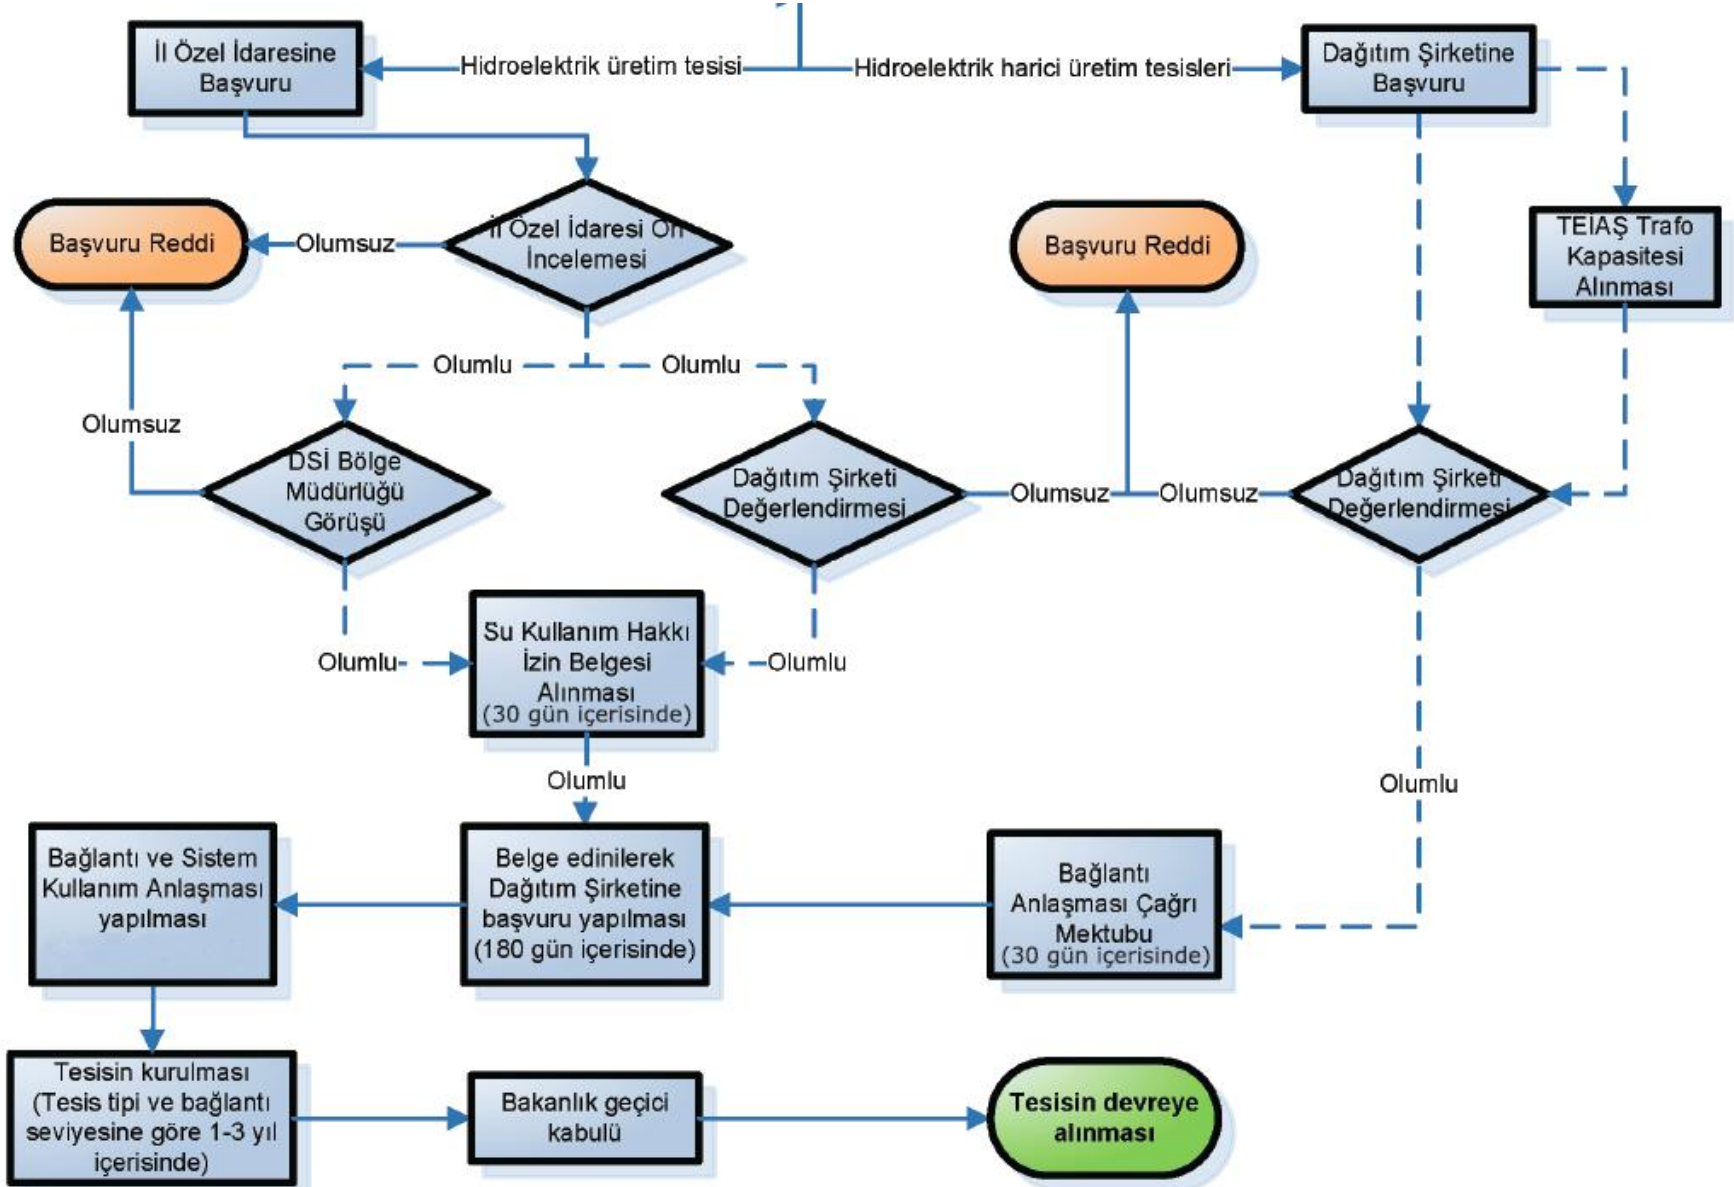 İl Özel İdaresine
Başvuru
Hidroelektrik üretim tesisi
Hidroelektrik harici üretim tesisleri
Dağıtım Şirketine
Başvuru
Başvuru Reddi
Olumsuz
İl Özel İdaresi Ön
İncelemesi
Başvuru Reddi
TEİAŞ Trafo
Kapasitesi
Alınması
Olumlu
Olumlu
Olumsuz
DSİ Bölge
Müdürlüğü
Görüşü
Dağıtım Şirketi
Değerlendirmesi
Olumsuz
Olumsuz
Dağıtım Şirketi
Değerlendirmesi
Olumlu
Su Kullanım Hakkı
İzin Belgesi
Alınması
(30 gün içerisinde)
Olumlu
Olumlu
Olumlu
Bağlantı ve Sistem
Kullanım Anlaşması
yapılması
Belge edinilerek
Dağıtım Şirketine
başvuru yapılması
(180 gün içerisinde)
Bağlantı
Anlaşması Çağrı
Mektubu
(30 gün içerisinde)
Tesisin kurulması
(Tesis tipi ve bağlantı
seviyesine göre 1-3 yıl
içerisinde)
Bakanlık geçici
kabulü
Tesisin devreye
alınması